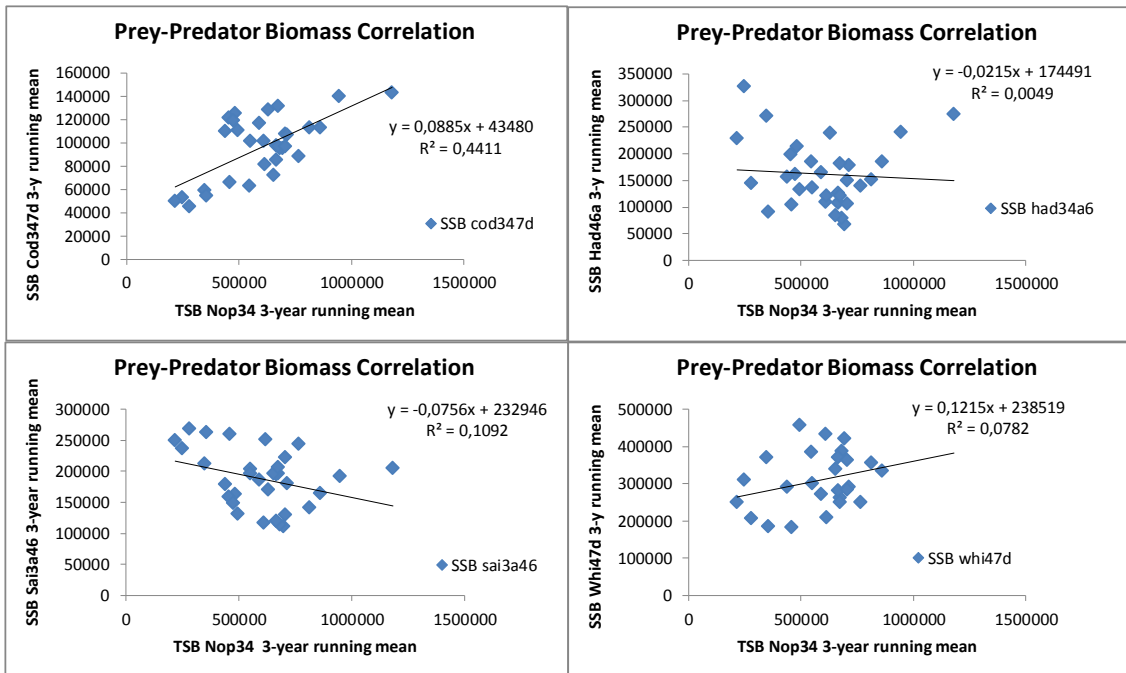 Prey-Predator Biomass Correlation
SSB Cod347d 3-y running mean
160000
140000
120000
100000
80000
60000
40000
20000
0
y = 0,0885x + 43480
R² = 0,4411
SSB cod347d
0
500000
1000000
1500000
TSB Nop34 3-year running mean
Prey-Predator Biomass Correlation
SSB Had46a 3-y running mean
350000
300000
250000
200000
150000
100000
50000
0
y = -0,0215x + 174491
R² = 0,0049
SSB had34a6
0
500000
1000000
1500000
TSB Nop34 3-year running mean
Prey-Predator Biomass Correlation
SSB Sai3a46 3-year running mean
300000
250000
200000
150000
100000
50000
0
y = -0,0756x + 232946
R² = 0,1092
SSB sai3a46
0
500000
1000000
1500000
TSB Nop34 3-year running mean
Prey-Predator Biomass Correlation
SSB Whi47d 3-y running mean
500000
400000
300000
200000
100000
0
y = 0,1215x + 238519
R² = 0,0782
SSB whi47d
0
500000
1000000
1500000
TSB Nop34 3-year running mean